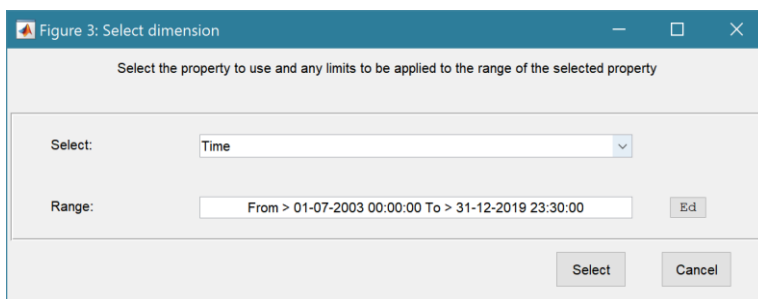 Figure 3: Select dimension
Select the property to use and any limits to be applied to the range of the selected property
Select:
Time
Range:
From > 01-07-2003 00:00:00 To > 31-12-2019 23:30:00
Ed
Select
Cancel